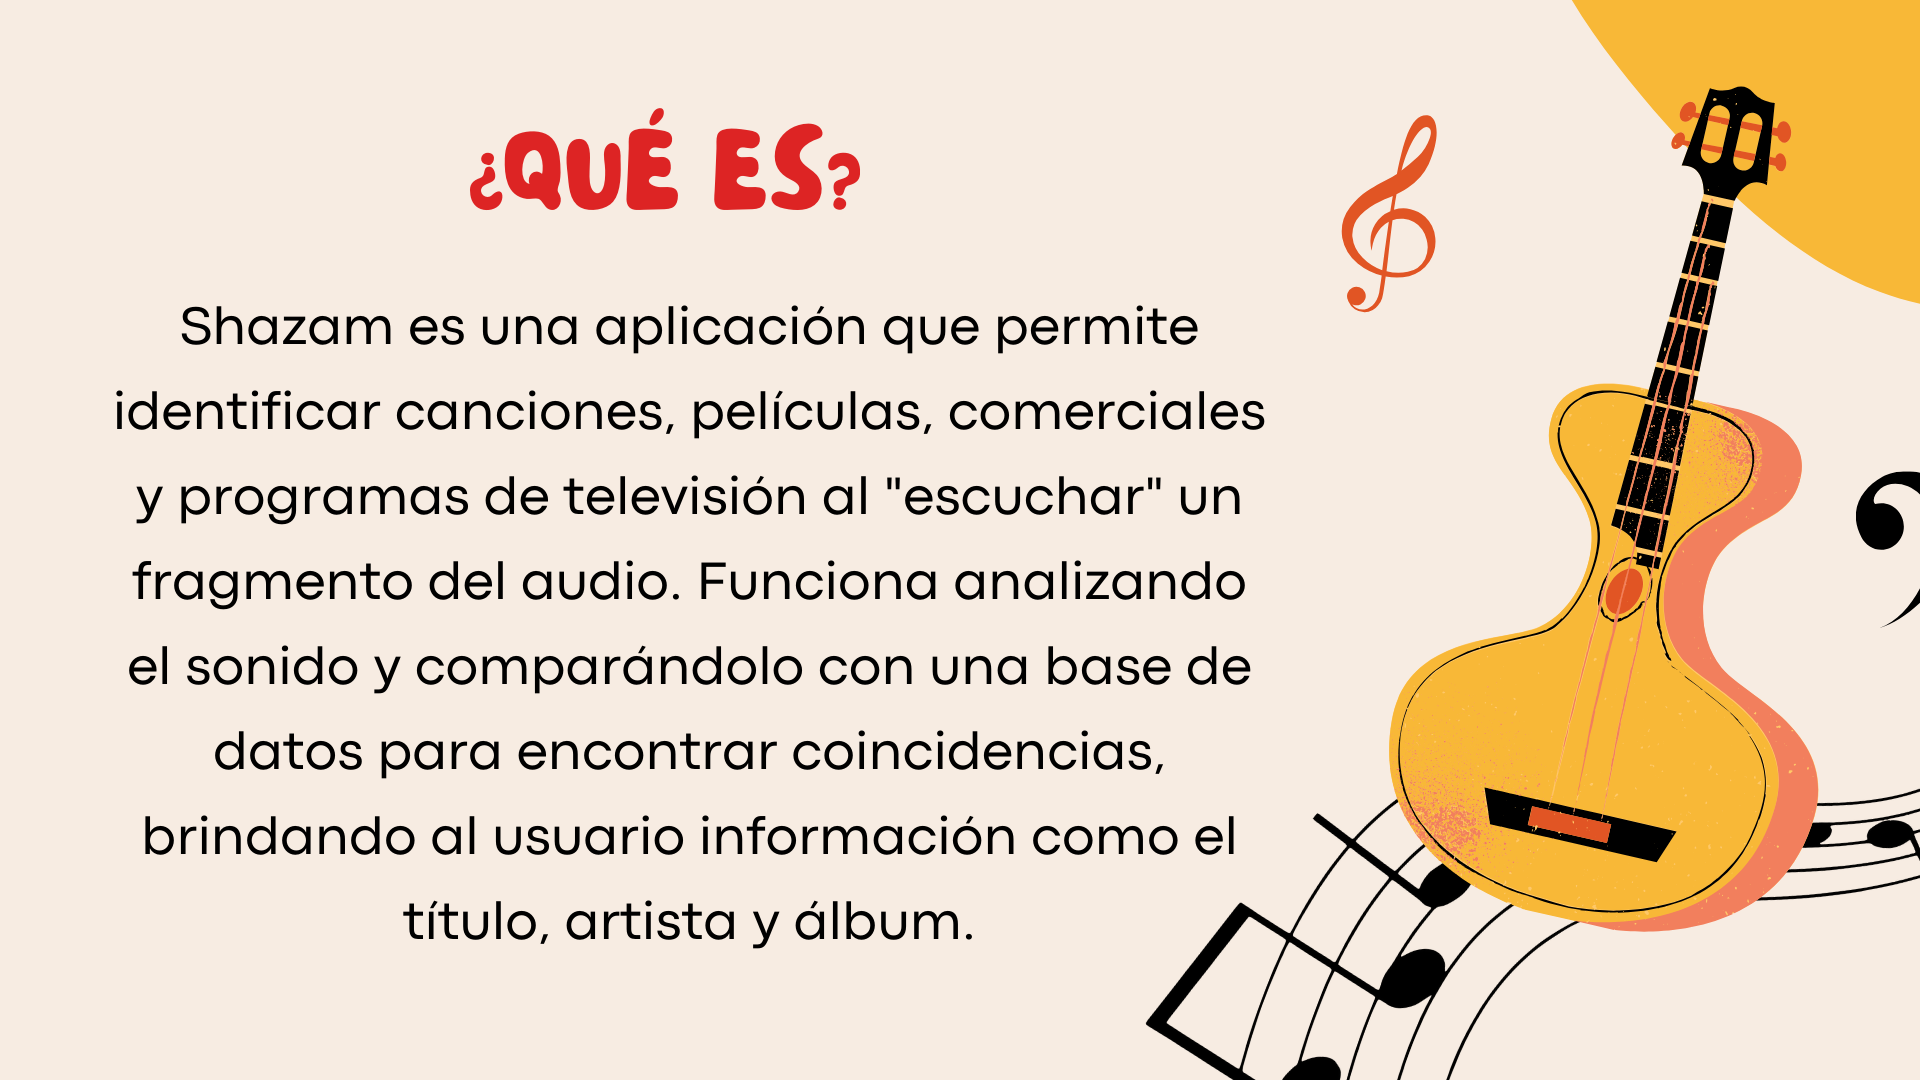 ¿QUÉ ES?
Shazam es una aplicación que permite
identificar canciones, películas, comerciales
y programas de televisión al "escuchar" un
fragmento del audio. Funciona analizando
el sonido y comparándolo con una base de
datos para encontrar coincidencias,
brindando al usuario información como el
título, artista y álbum.